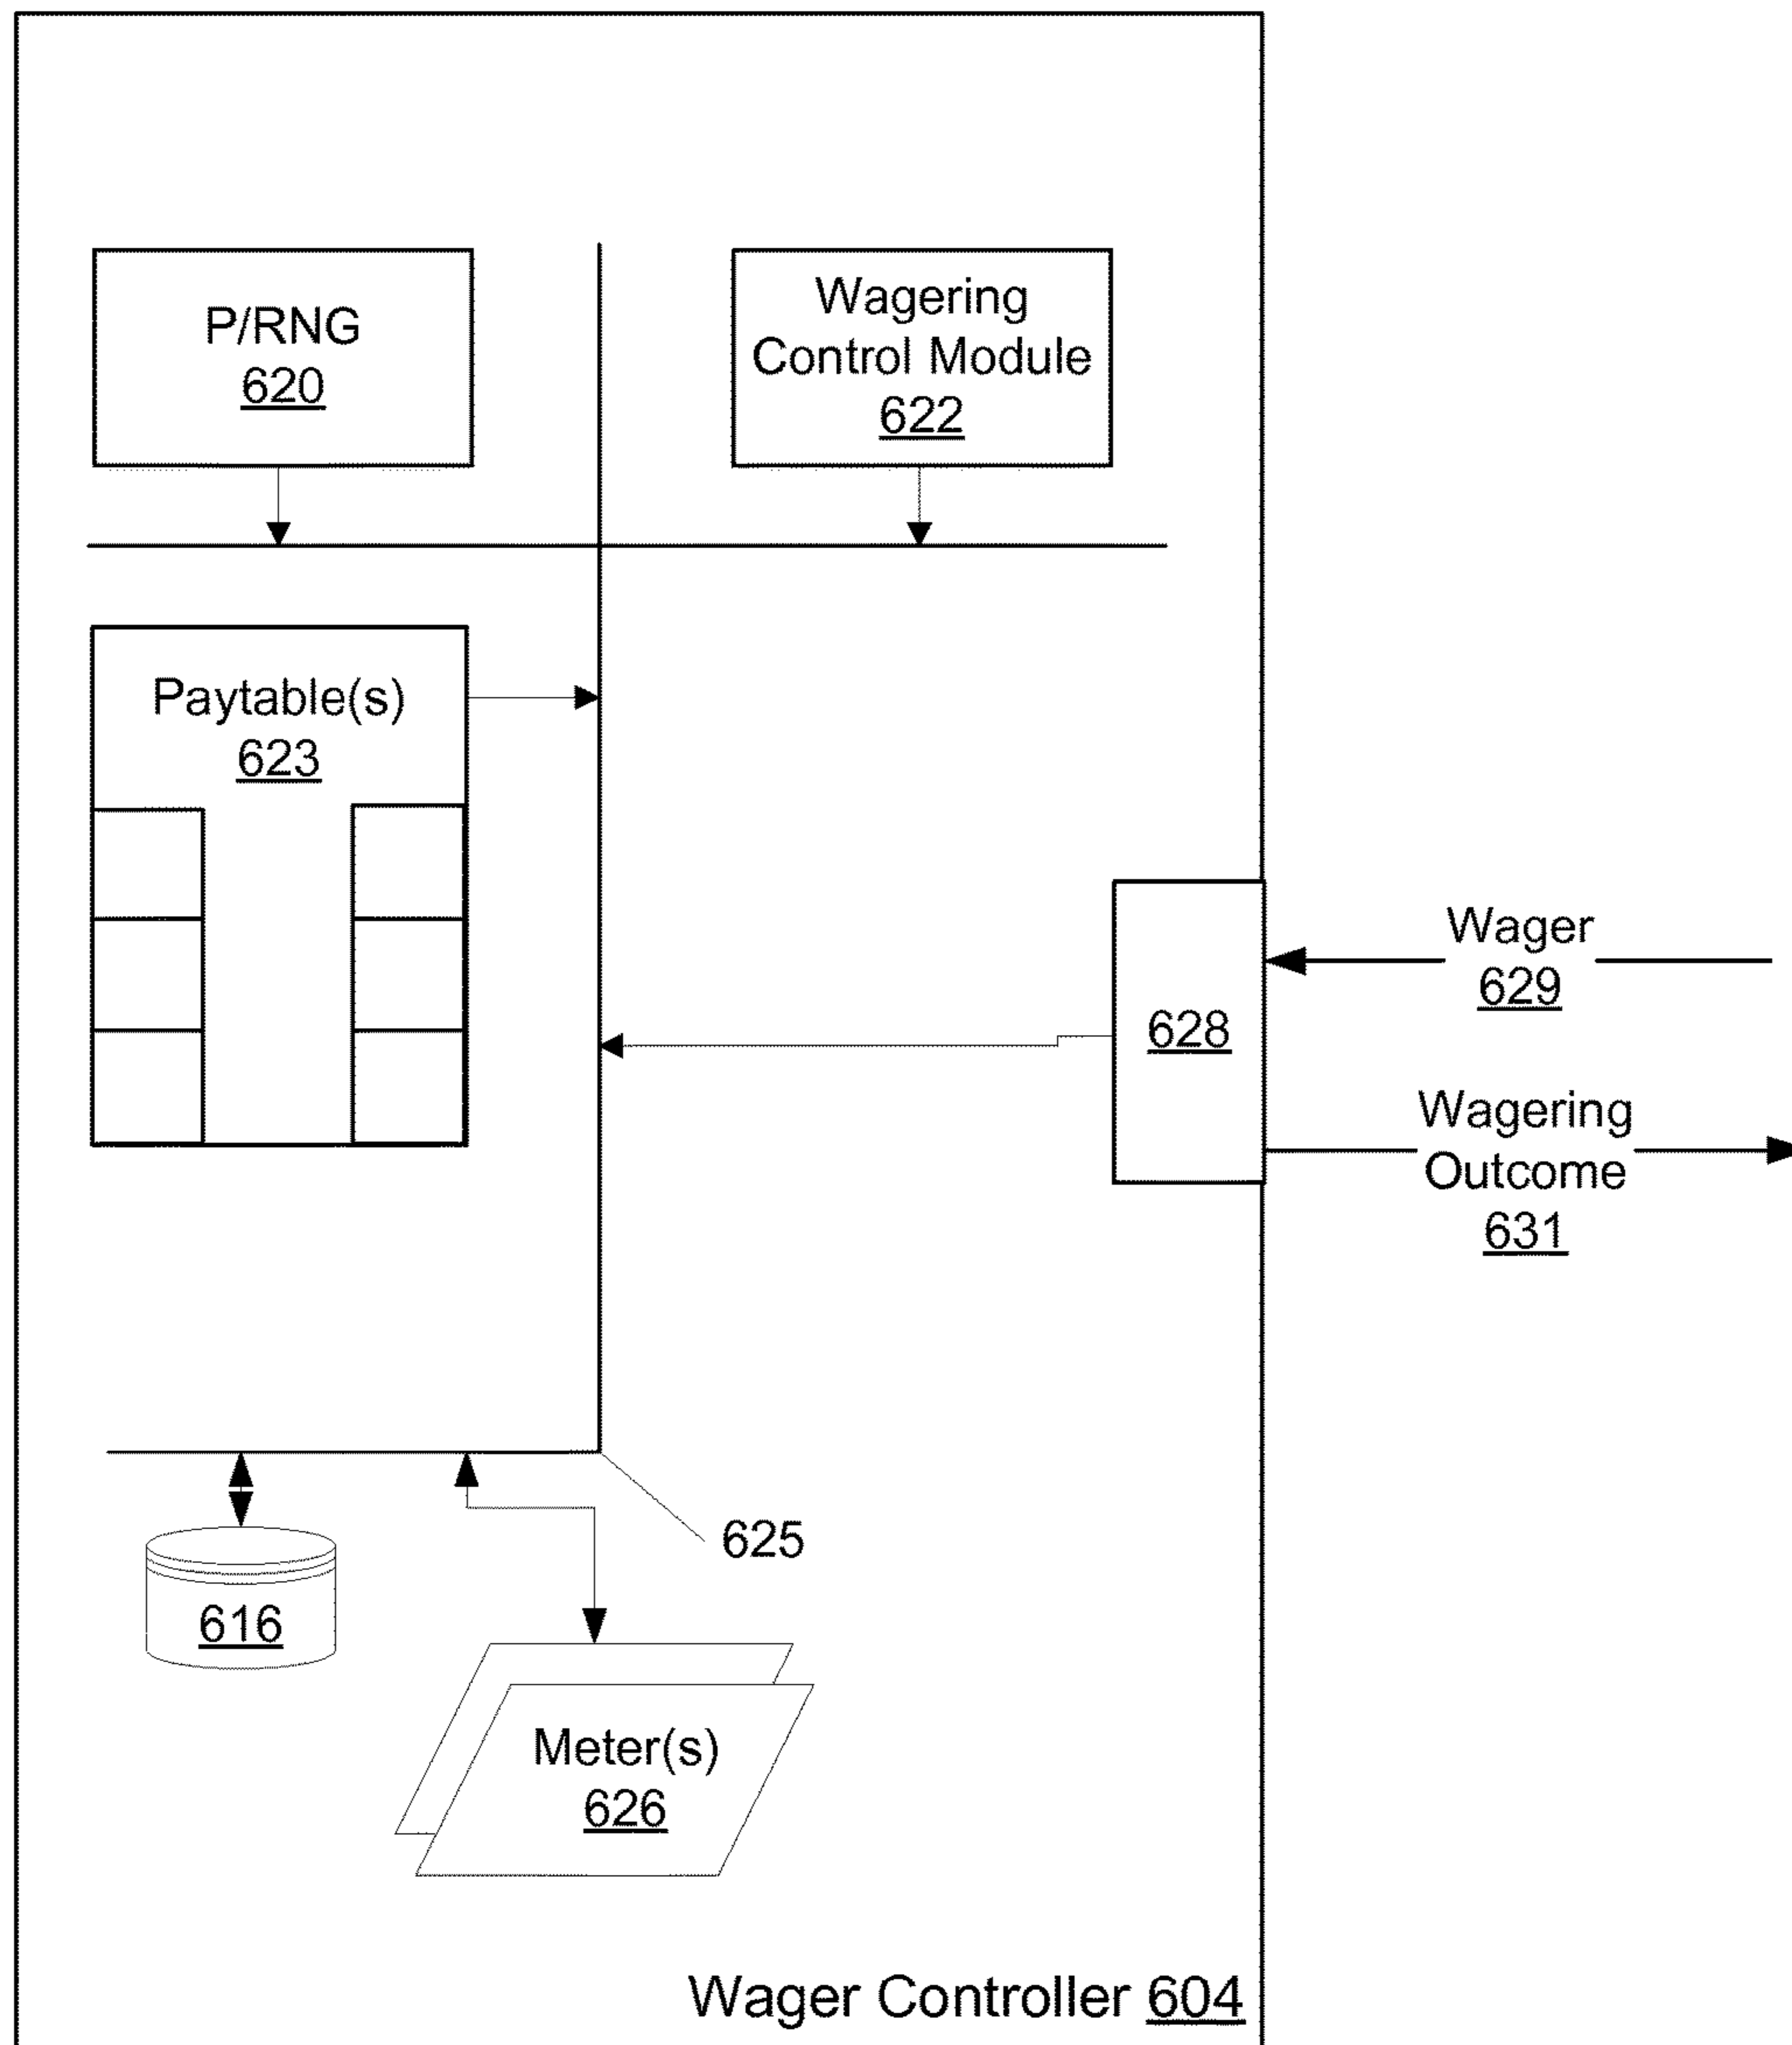 P/RNG
620
Wagering
Control Module
622
Paytable(s)
623
Wager
629
628
Wagering
Outcome
631
625
616
Meter(s)
626
Wager Controller 604